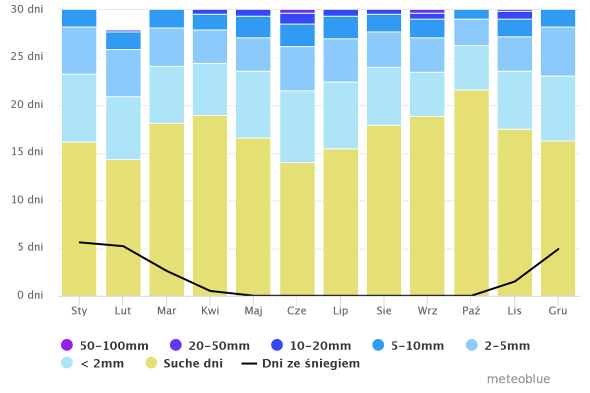 30 dni
25 dni
20 dni
15 dni
10 dni
5 dni
0 dni
Sty Lut Mar Kwi Maj Cze Lip Sie Wrz Paź Lis Gru
50–100mm 20–50mm 10–20mm 5–10mm 2–5mm
< 2mm Suche dni Dni ze śniegiem
meteoblue